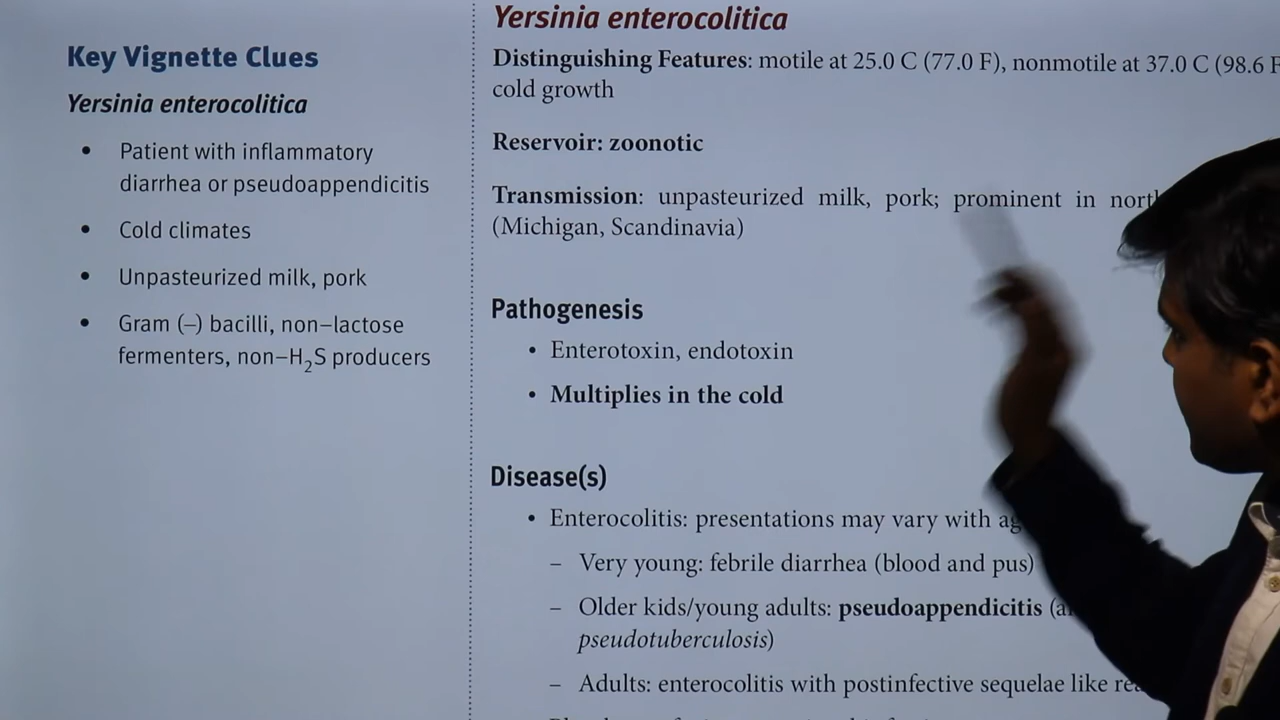 Key Vignette Clues
Yersinia enterocolitica
• Patient with inflammatory
diarrhea or pseudoappendicitis
• Cold climates
• Unpasteurized milk, pork
• Gram (–) bacilli, non–lactose
fermenters, non–H₂S producers
Yersinia enterocolitica
Distinguishing Features: motile at 25.0 C (77.0 F), nonmotile at 37.0 C (98.6 F
cold growth
Reservoir: zoonotic
Transmission: unpasteurized milk, pork; prominent in
(Michigan, Scandinavia)
Pathogenesis
• Enterotoxin, endotoxin
• Multiplies in the cold
Disease(s)
• Enterocolitis: presentations may vary with
– Very young: febrile diarrhea (blood and pus)
– Older kids/young adults: pseudoappendicitis
pseudotuberculosis)
– Adults: enterocolitis with postinfective sequelae like